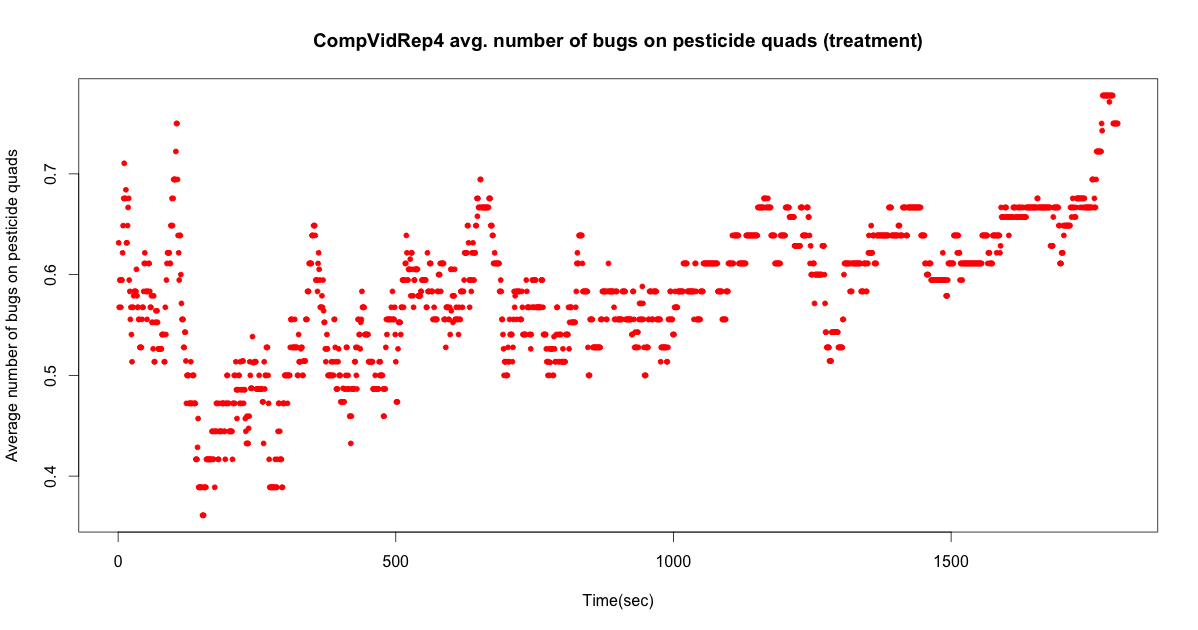 CompVidRep4 avg. number of bugs on pesticide quads (treatment)
Average number of bugs on pesticide quads
0.7
0.6
0.5
0.4
0 500 1000 1500
Time(sec)